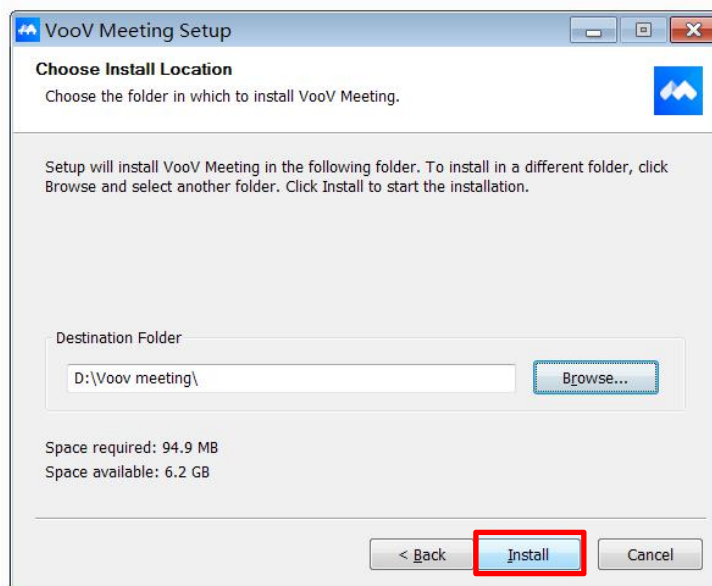 VooV Meeting Setup
Choose Install Location
Choose the folder in which to install VooV Meeting.
Setup will install VooV Meeting in the following folder. To install in a different folder, click
Browse and select another folder. Click Install to start the installation.
Destination Folder
D:\Voov meeting\
Browse...
Space required: 94.9 MB
Space available: 6.2 GB
< Back
Install
Cancel